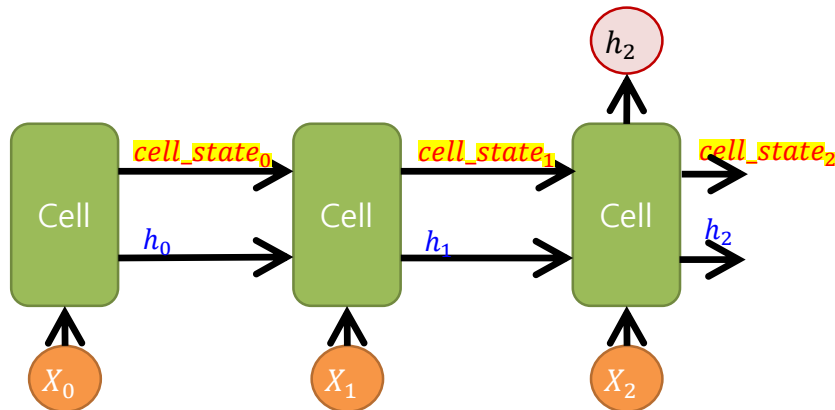 h₂
cell_state₀
cell_state₁
cell_state₂
Cell
Cell
Cell
h₀
h₁
h₂
X₀
X₁
X₂